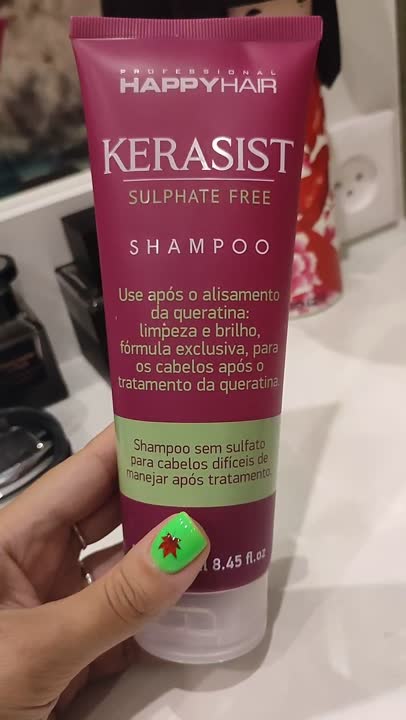 PROFESSIONAL
HAPPYHAIR
KERASIST
SULPHATE FREE
SHAMPOO
Use após o alisamento
da queratina:
limpeza e brilho,
fórmula exclusiva, para
os cabelos após o
tratamento da queratina.
Shampoo sem sulfato
para cabelos difíceis de
manejar após tratamento.
8.45 fl.oz